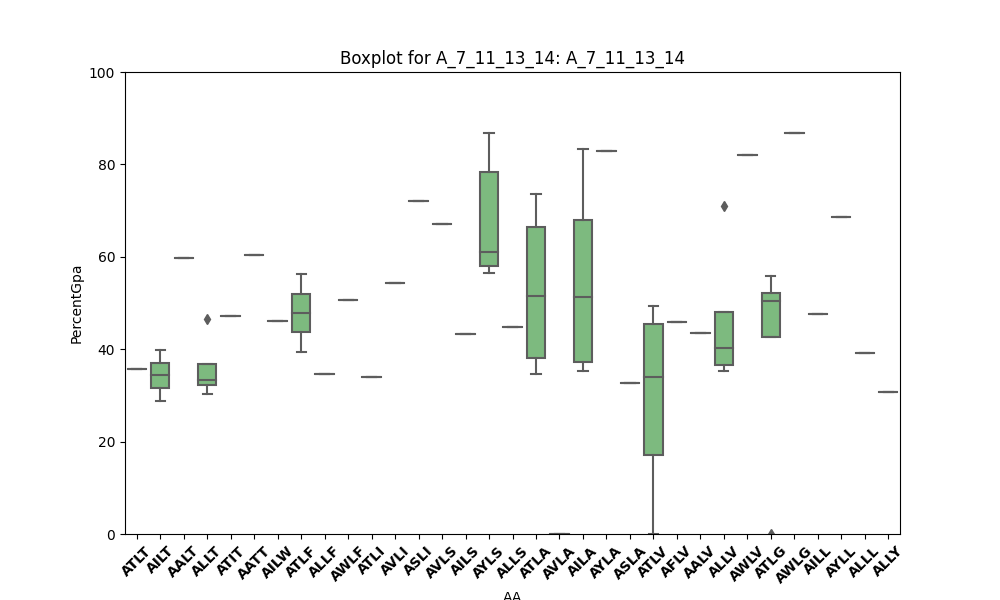 Boxplot for A_7_11_13_14: A_7_11_13_14
100
80
60
40
20
0
PercentGpa
ATLT AILT AALT ALLT ATIT AATT AILW ATLF ALLF AWLF ATLI AVLI ASLI AVLS AILS AYLS ALLS ATLA AVLA AILA AYLA ASLA ATLV AFLV AALV ALLV AWLV ATLG AWLG AILL AYLL ALLL ALLY
AA